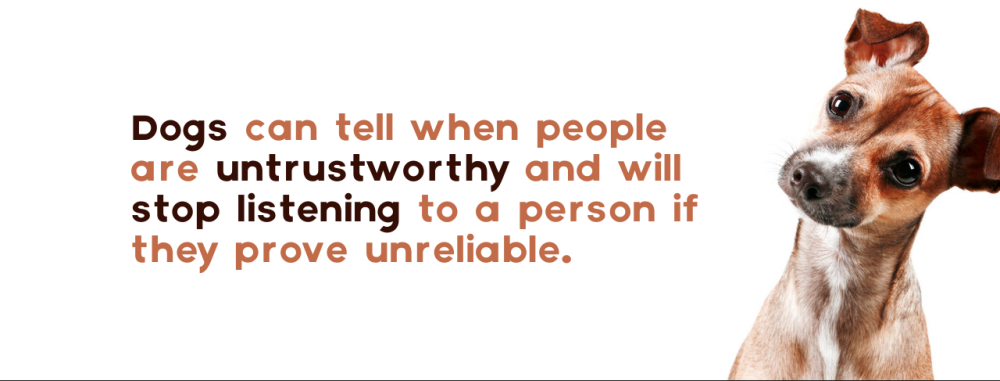 Dogs can tell when people
are untrustworthy and will
stop listening to a person if
they prove unreliable.